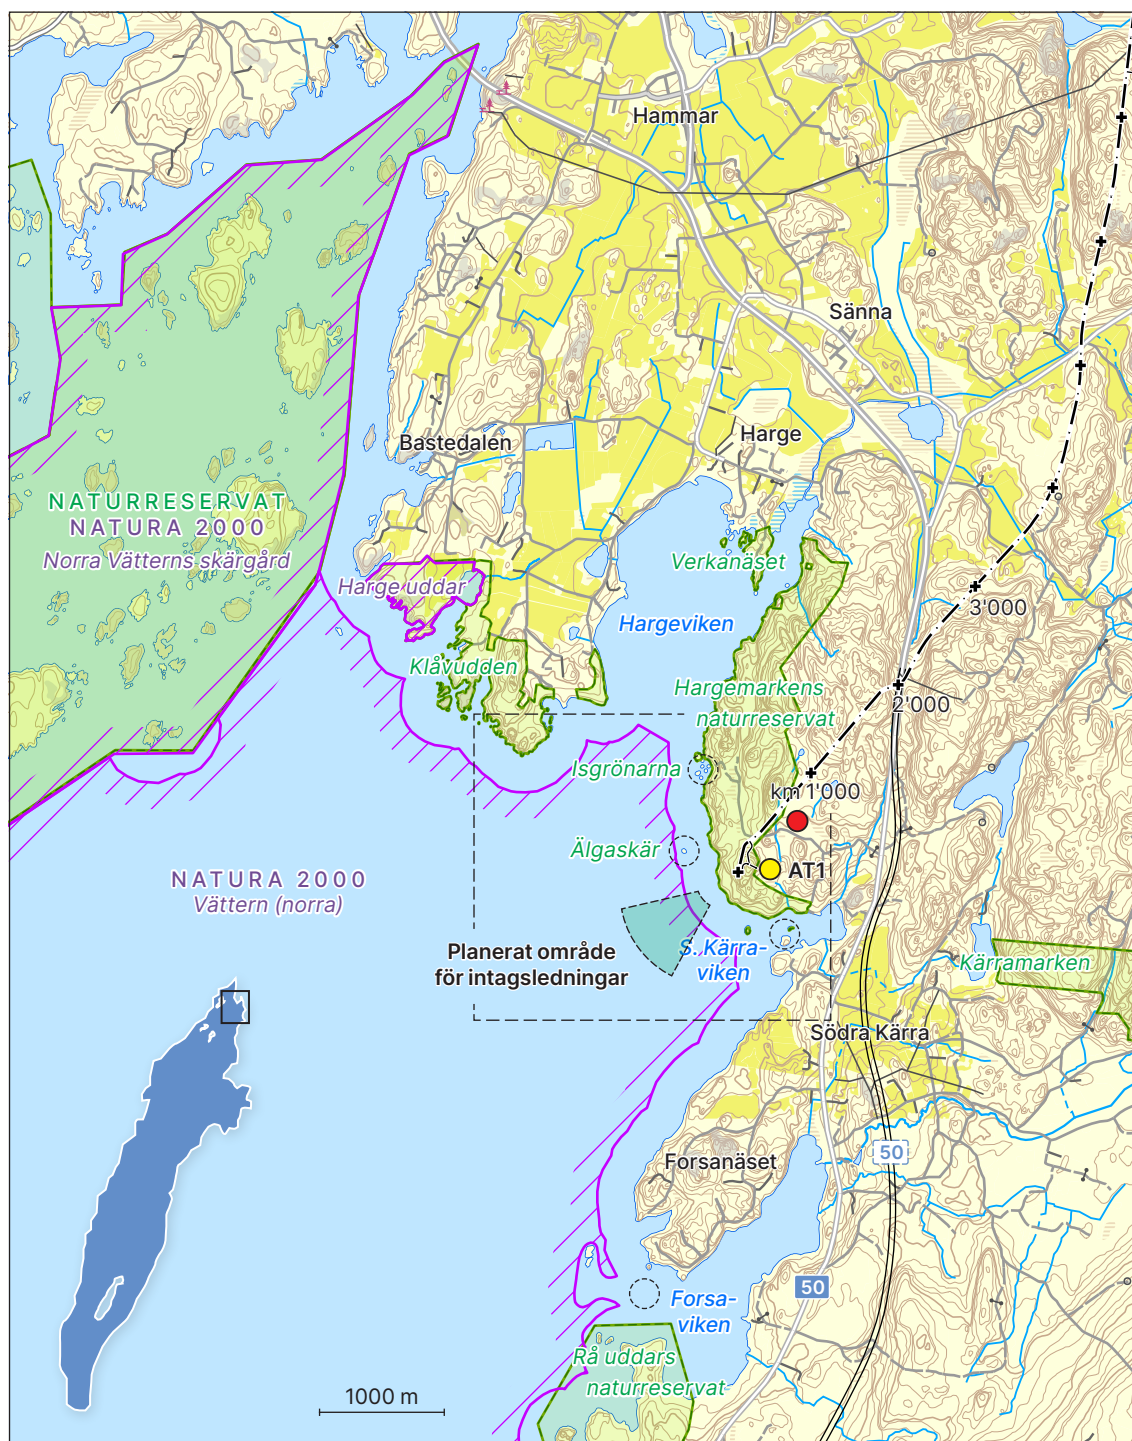 Hammar
Sänna
Bastedalen
Harge
NATURRESERVAT
NATURA 2000
Norra Vätterns skärgård
Verkanäset
Harge uddar
3'000
Hargeviken
Klåvudden
Hargemarkens
naturreservat
2'000
Isgrönarna
km 1'000
Älgaskär
AT1
NATURA 2000
Vättern (norra)
Planerat område
för intagsledningar
S. Kärra-
viken
Kärramarken
Södra Kärra
50
Forsanäset
50
Forsa-
viken
Rå uddars
naturreservat
1000 m